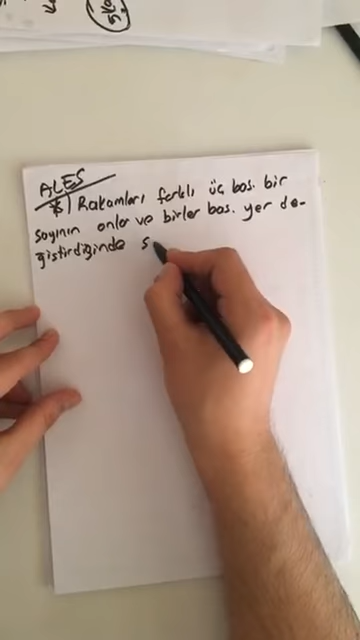 ALES
*) Rakamları farklı üç bas. bir
sayının onlar ve birler bas. yer de-
ğiştirdiğinde s